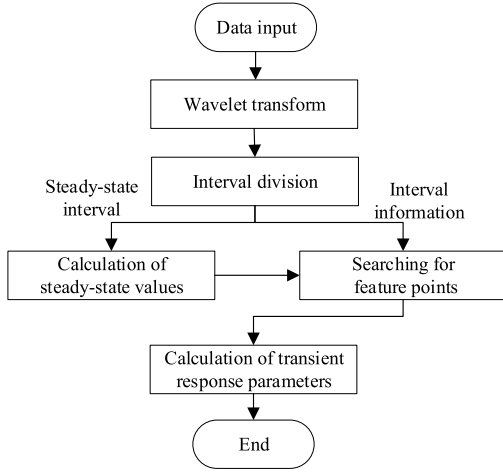 Data input
Wavelet transform
Interval division
Steady-state
interval
Interval
information
Calculation of
steady-state values
Searching for
feature points
Calculation of transient
response parameters
End